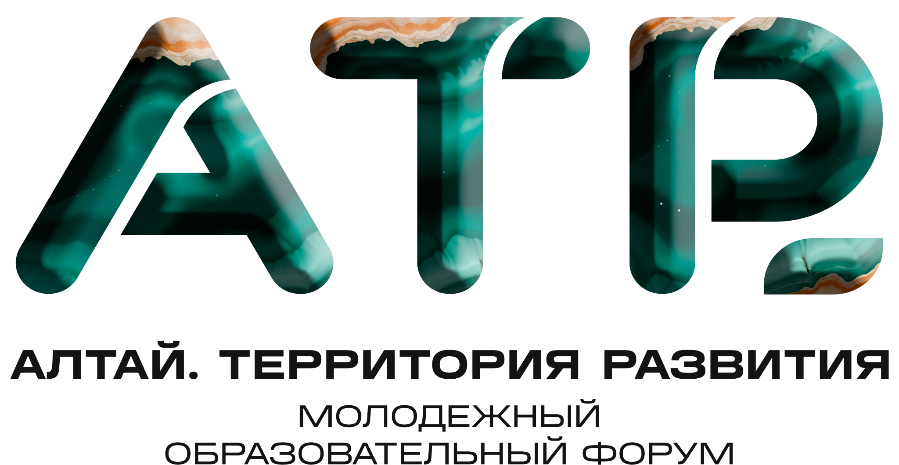 АТР
АЛТАЙ. ТЕРРИТОРИЯ РАЗВИТИЯ
МОЛОДЕЖНЫЙ
ОБРАЗОВАТЕЛЬНЫЙ ФОРУМ